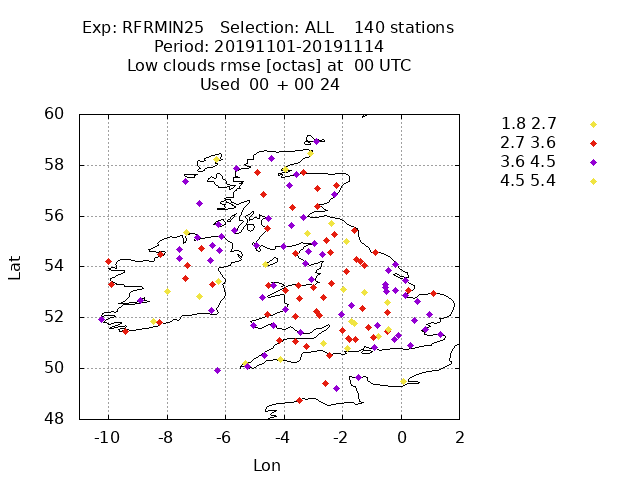 Exp: RFRMIN25 Selection: ALL 140 stations
Period: 20191101-20191114
Low clouds rmse [octas] at 00 UTC
Used 00 + 00 24
60
58
56
54
52
50
48
-10 -8 -6 -4 -2 0 2
Lat
Lon
1.8 2.7
2.7 3.6
3.6 4.5
4.5 5.4